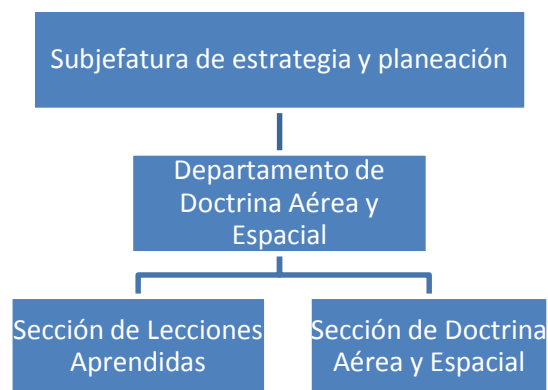 Subjefatura de estrategia y planeación
Departamento de
Doctrina Aérea y
Espacial
Sección de Lecciones
Aprendidas
Sección de Doctrina
Aérea y Espacial